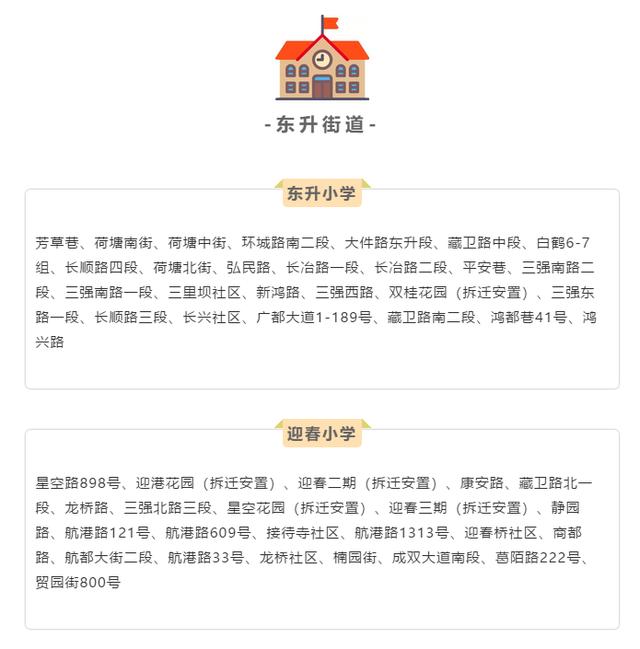 -东升街道-
东升小学
芳草巷、荷塘南街、荷塘中街、环城路南二段、大件路东升段、藏卫路中段、白鹤6-7
组、长顺路四段、荷塘北街、弘民路、长冶路一段、长冶路二段、平安巷、三强南路二
段、三强南路一段、三里坝社区、新鸿路、三强西路、双桂花园（拆迁安置）、三强东
路一段、长顺路三段、长兴社区、广都大道1-189号、藏卫路南二段、鸿都巷41号、鸿
兴路
迎春小学
星空路898号、迎港花园（拆迁安置）、迎春二期（拆迁安置）、康安路、藏卫路北一
段、龙桥路、三强北路三段、星空花园（拆迁安置）、迎春三期（拆迁安置）、静园
路、航港路121号、航港路609号、接待寺社区、航港路1313号、迎春桥社区、商都
路、航都大街二段、航港路33号、龙桥社区、楠园街、成双大道南段、葛陌路222号、
贸园街800号